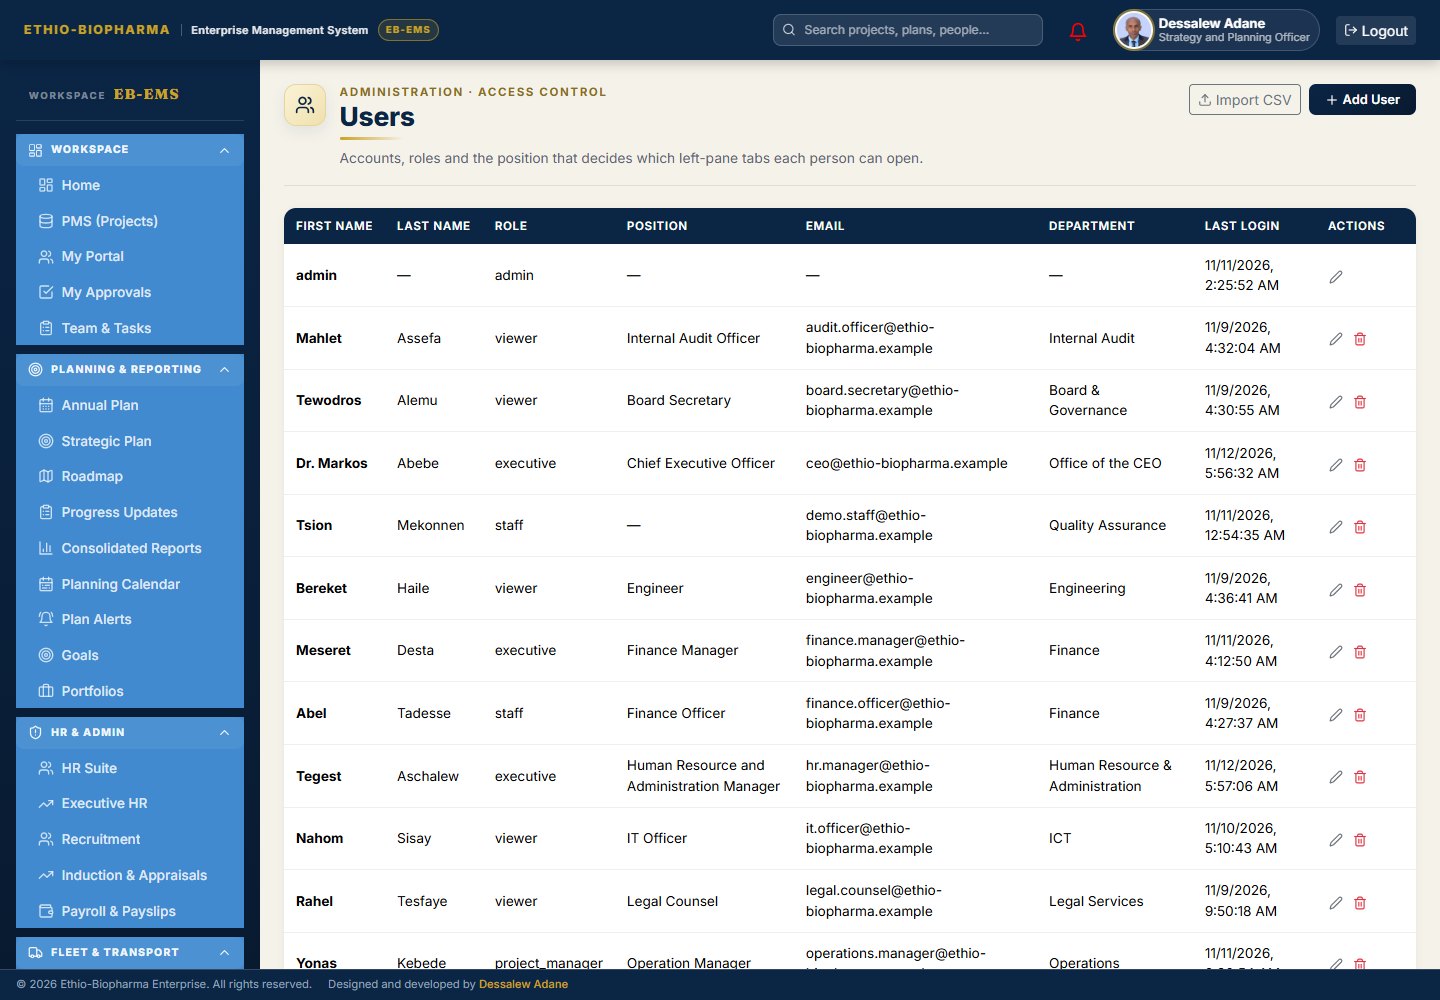 ETHIO-BIOPHARMA
Enterprise Management System
EB-EMS
Search projects, plans, people...
Dessalew Adane
Strategy and Planning Officer
Logout
WORKSPACE EB-EMS
WORKSPACE
Home
PMS (Projects)
My Portal
My Approvals
Team & Tasks
PLANNING & REPORTING
Annual Plan
Strategic Plan
Roadmap
Progress Updates
Consolidated Reports
Planning Calendar
Plan Alerts
Goals
Portfolios
HR & ADMIN
HR Suite
Executive HR
Recruitment
Induction & Appraisals
Payroll & Payslips
FLEET & TRANSPORT
ADMINISTRATION · ACCESS CONTROL
Users
Accounts, roles and the position that decides which left-pane tabs each person can open.
Import CSV
+ Add User
FIRST NAME LAST NAME ROLE POSITION EMAIL DEPARTMENT LAST LOGIN ACTIONS
admin — admin — — — 11/11/2026,
2:25:52 AM
Mahlet Assefa viewer Internal Audit Officer audit.officer@ethio- Internal Audit 11/9/2026,
biopharma.example 4:32:04 AM
Tewodros Alemu viewer Board Secretary board.secretary@ethio- Board & 11/9/2026,
biopharma.example Governance 4:30:55 AM
Dr. Markos Abebe executive Chief Executive Officer ceo@ethio-biopharma.example Office of the CEO 11/12/2026,
5:56:32 AM
Tsion Mekonnen staff — demo.staff@ethio- Quality Assurance 11/11/2026,
biopharma.example 12:54:35 AM
Bereket Haile viewer Engineer engineer@ethio- Engineering 11/9/2026,
biopharma.example 4:36:41 AM
Meseret Desta executive Finance Manager finance.manager@ethio- Finance 11/11/2026,
biopharma.example 4:12:50 AM
Abel Tadesse staff Finance Officer finance.officer@ethio- Finance 11/9/2026,
biopharma.example 4:27:37 AM
Tegest Aschalew executive Human Resource and hr.manager@ethio- Human Resource & 11/12/2026,
Administration Manager biopharma.example Administration 5:57:06 AM
Nahom Sisay viewer IT Officer it.officer@ethio- ICT 11/10/2026,
biopharma.example 5:10:43 AM
Rahel Tesfaye viewer Legal Counsel legal.counsel@ethio- Legal Services 11/9/2026,
biopharma.example 9:50:18 AM
Yonas Kebede project_manager Operation Manager operations.manager@ethio- Operations 11/11/2026,
© 2026 Ethio-Biopharma Enterprise. All rights reserved. Designed and developed by Dessalew Adane